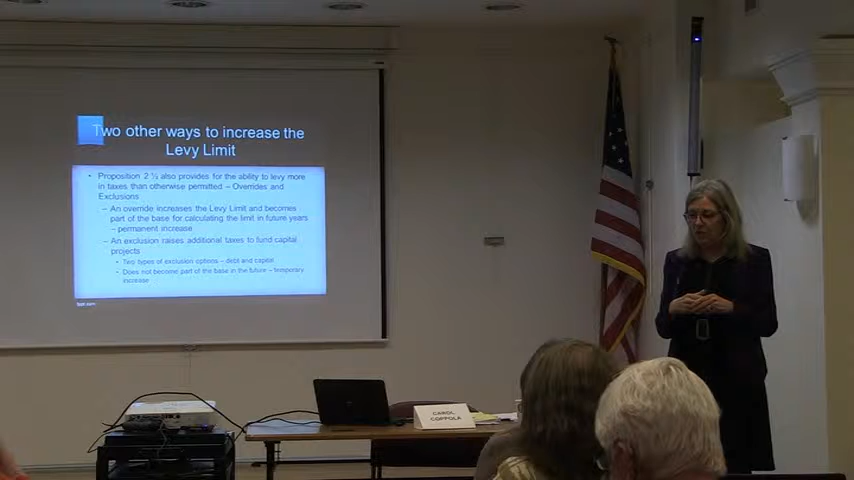 Two other ways to increase the
Levy Limit
• Proposition 2 ½ also provides for the ability to levy more
in taxes than otherwise permitted – Overrides and
Exclusions
– An override increases the Levy Limit and becomes
part of the base for calculating the limit in future years
– permanent increase
– An exclusion raises additional taxes to fund capital
projects
• Two types of exclusion options – debt and capital
• Does not become part of the base in the future – temporary
increase
CAROL
COPPOLA